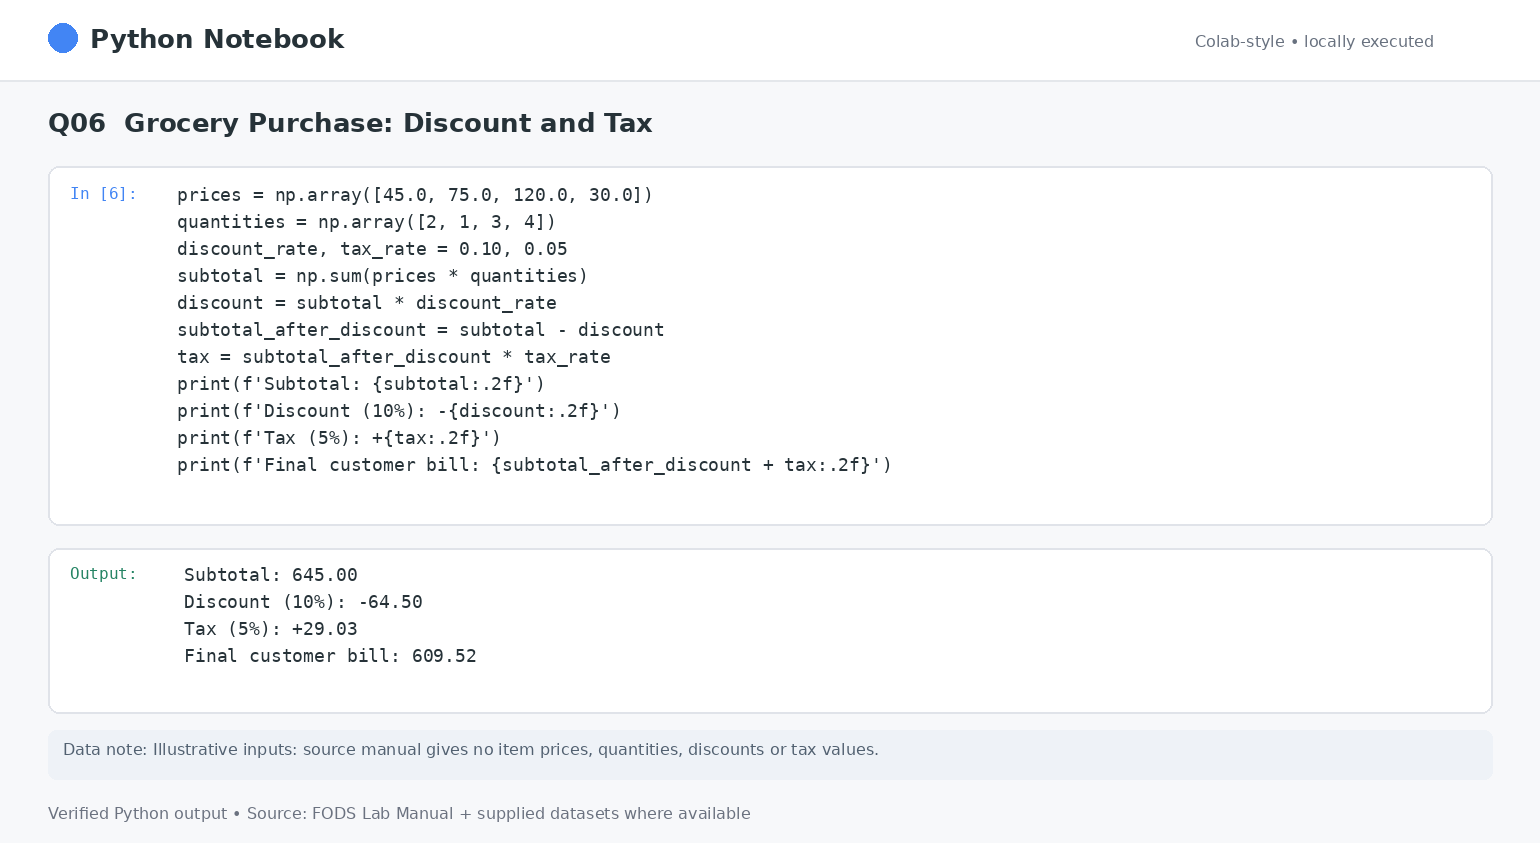 Python Notebook
Colab-style • locally executed
Q06  Grocery Purchase: Discount and Tax
In [6]:
prices = np.array([45.0, 75.0, 120.0, 30.0])
quantities = np.array([2, 1, 3, 4])
discount_rate, tax_rate = 0.10, 0.05
subtotal = np.sum(prices * quantities)
discount = subtotal * discount_rate
subtotal_after_discount = subtotal - discount
tax = subtotal_after_discount * tax_rate
print(f'Subtotal: {subtotal:.2f}')
print(f'Discount (10%): -{discount:.2f}')
print(f'Tax (5%): +{tax:.2f}')
print(f'Final customer bill: {subtotal_after_discount + tax:.2f}')
Output:
Subtotal: 645.00
Discount (10%): -64.50
Tax (5%): +29.03
Final customer bill: 609.52
Data note: Illustrative inputs: source manual gives no item prices, quantities, discounts or tax values.
Verified Python output • Source: FODS Lab Manual + supplied datasets where available